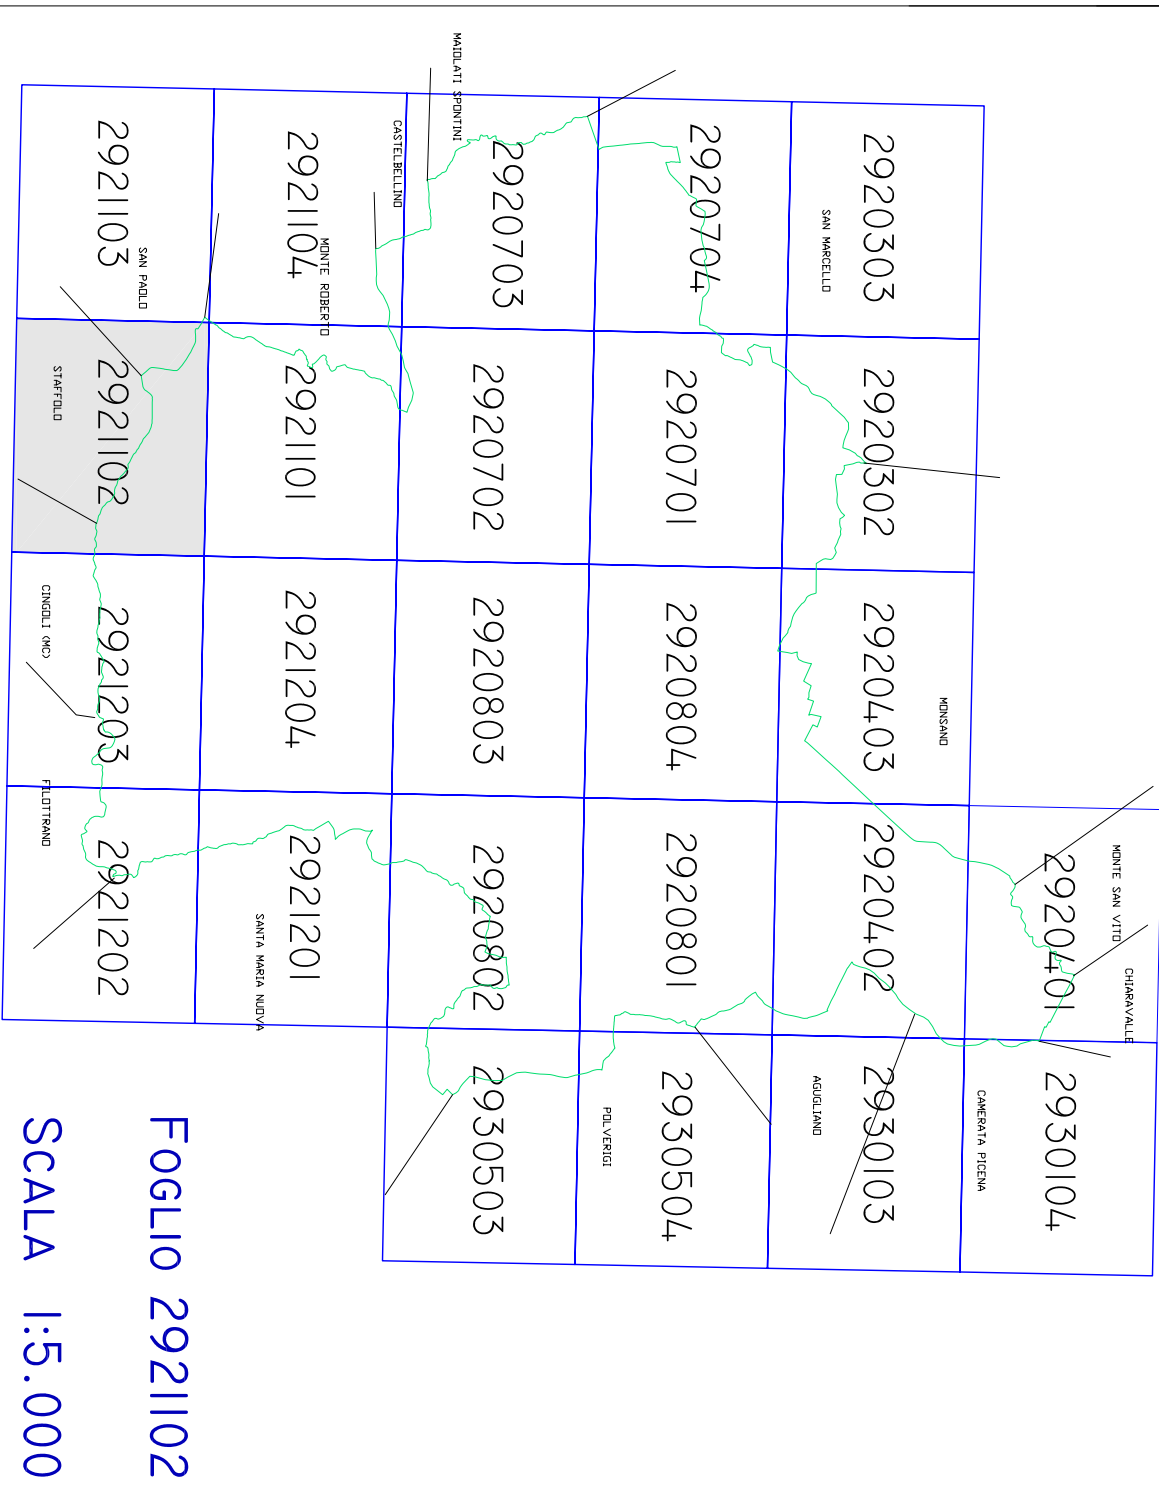 MONTE SAN VITO
CHIARAVALLE
2920401
2930104
CAMERATA PICENA
MONSANO
2920303
2920302
2920403
2920402
2930103
SAN MARCELLO
AGUGLIANO
2920704
2920701
2920804
2920801
2930504
POLVERIGI
MAIOLATI SPONTINI
2920703
2920702
2920803
2920802
2930503
CASTELBELLINO
MONTE ROBERTO
2921104
2921101
2921204
2921201
SANTA MARIA NUOVA
SAN PAOLO
2921103
2921102
2921203
2921202
STAFFOLO
CINGOLI (MC)
FILOTTRANO
FOGLIO 2921102
SCALA 1:5.000